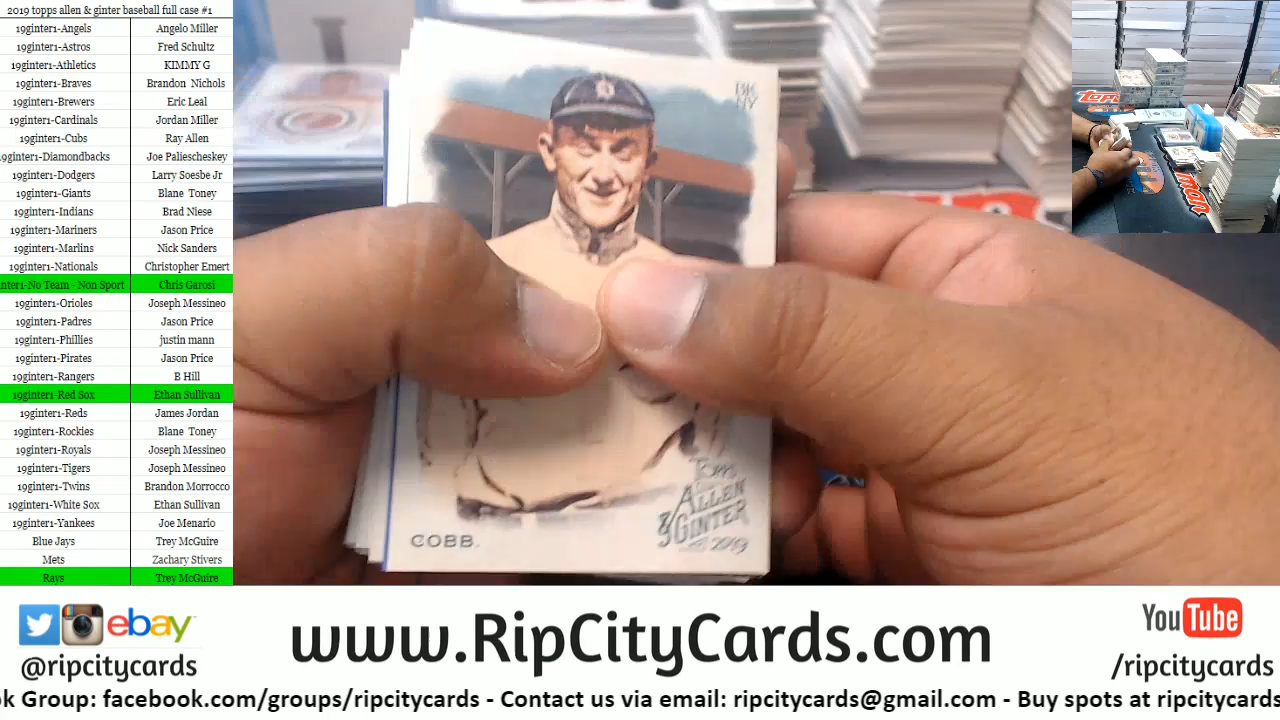 2019 topps allen & ginter baseball full case #1
19ginter1-Angels Angelo Miller
19ginter1-Astros Fred Schultz
19ginter1-Athletics KIMMY G
19ginter1-Braves Brandon Nichols
19ginter1-Brewers Eric Leal
19ginter1-Cardinals Jordan Miller
19ginter1-Cubs Ray Allen
19ginter1-Diamondbacks Joe Paliescheskey
19ginter1-Dodgers Larry Soesbe Jr
19ginter1-Giants Blane Toney
19ginter1-Indians Brad Niese
19ginter1-Mariners Jason Price
19ginter1-Marlins Nick Sanders
19ginter1-Nationals Christopher Emert
inter1-No Team - Non Sport Chris Garosi
19ginter1-Orioles Joseph Messineo
19ginter1-Padres Jason Price
19ginter1-Phillies justin mann
19ginter1-Pirates Jason Price
19ginter1-Rangers B Hill
19ginter1-Red Sox Ethan Sullivan
19ginter1-Reds James Jordan
19ginter1-Rockies Blane Toney
19ginter1-Royals Joseph Messineo
19ginter1-Tigers Joseph Messineo
19ginter1-Twins Brandon Morrocco
19ginter1-White Sox Ethan Sullivan
19ginter1-Yankees Joe Menario
Blue Jays Trey McGuire
Mets Zachary Stivers
Rays Trey McGuire
BK
NY
TOPPS
ALLEN
& GINTER
2019
COBB.
ebay
@ripcitycards
www.RipCityCards.com
YouTube
/ripcitycards
ok Group: facebook.com/groups/ripcitycards - Contact us via email: ripcitycards@gmail.com - Buy spots at ripcitycards